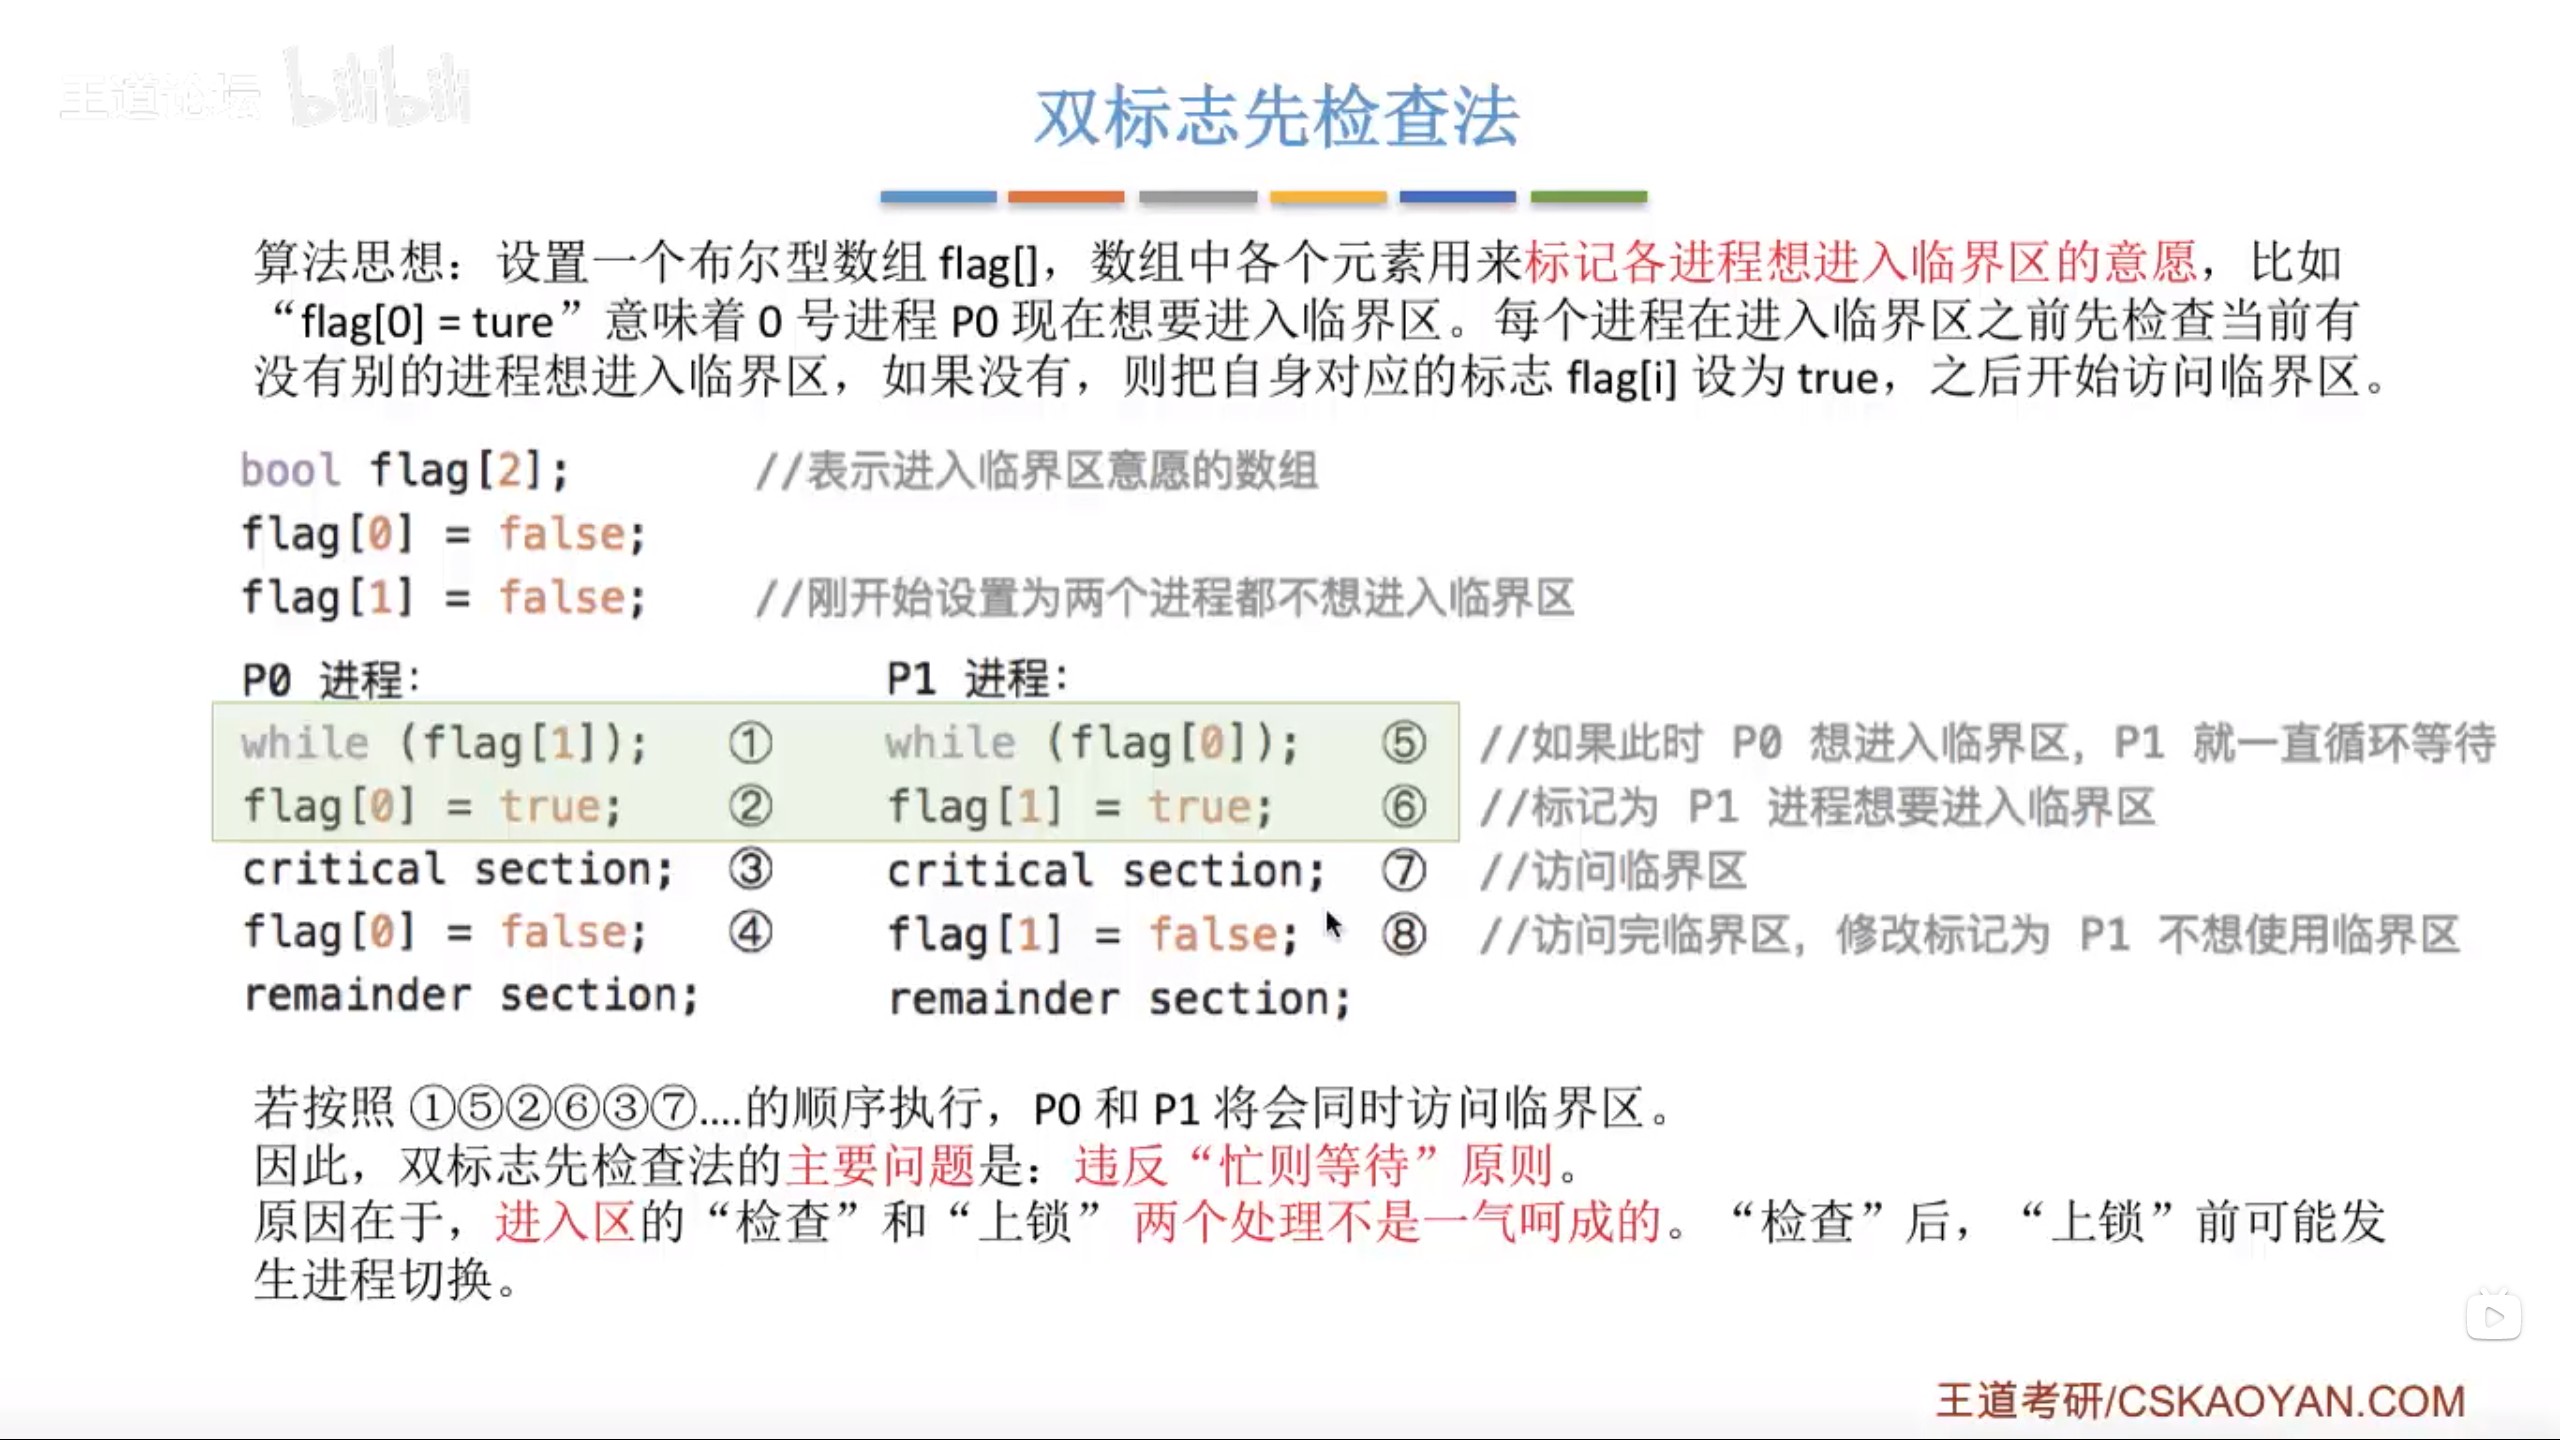 王道论坛 bilibili
双标志先检查法
算法思想：设置一个布尔型数组 flag[]，数组中各个元素用来标记各进程想进入临界区的意愿，比如
“flag[0] = ture”意味着 0 号进程 P0 现在想要进入临界区。每个进程在进入临界区之前先检查当前有
没有别的进程想进入临界区，如果没有，则把自身对应的标志 flag[i] 设为 true，之后开始访问临界区。
bool flag[2]; //表示进入临界区意愿的数组
flag[0] = false;
flag[1] = false; //刚开始设置为两个进程都不想进入临界区
P0 进程： P1 进程：
while (flag[1]); ① while (flag[0]); ⑤ //如果此时 P0 想进入临界区，P1 就一直循环等待
flag[0] = true; ② flag[1] = true; ⑥ //标记为 P1 进程想要进入临界区
critical section; ③ critical section; ⑦ //访问临界区
flag[0] = false; ④ flag[1] = false; ⑧ //访问完临界区，修改标记为 P1 不想使用临界区
remainder section; remainder section;
若按照 ①⑤②⑥③⑦....的顺序执行，P0 和 P1 将会同时访问临界区。
因此，双标志先检查法的主要问题是：违反“忙则等待”原则。
原因在于，进入区的“检查”和“上锁” 两个处理不是一气呵成的。“检查”后，“上锁”前可能发
生进程切换。
王道考研/CSKAOYAN.COM